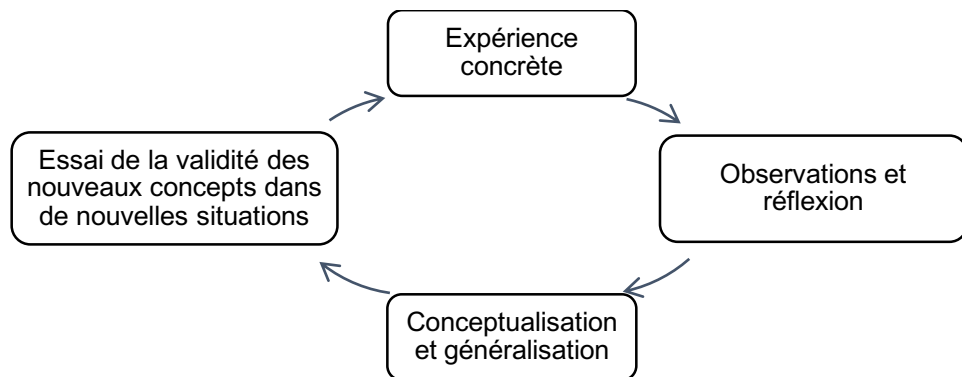 Expérience
concrète
Essai de la validité des
nouveaux concepts dans
de nouvelles situations
Observations et
réflexion
Conceptualisation
et généralisation